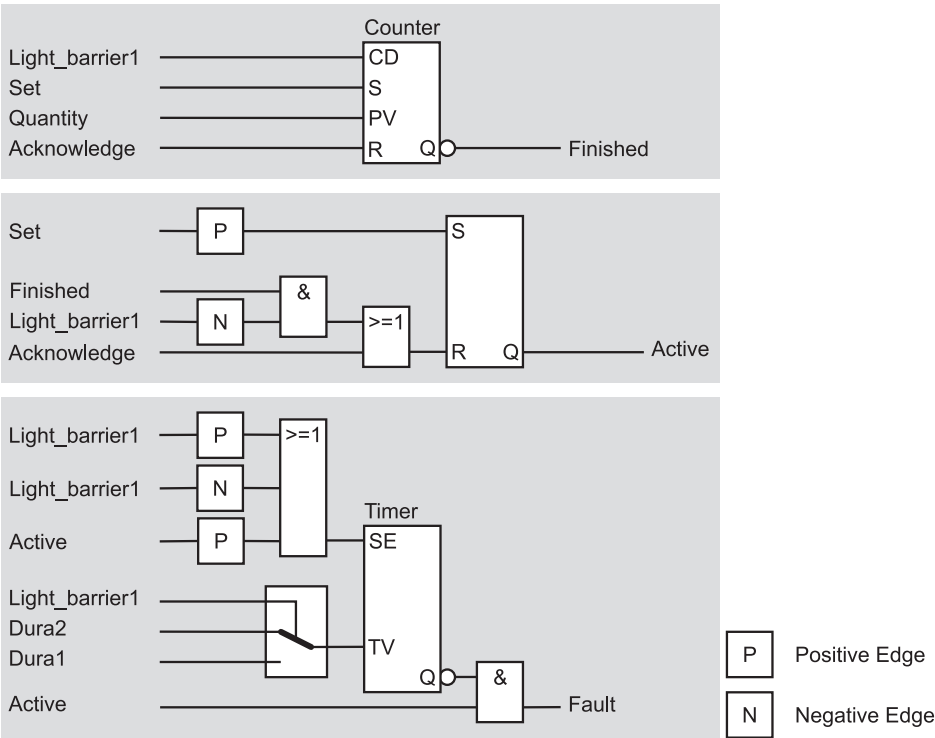 Counter
Light_barrier1 CD
Set S
Quantity PV
Acknowledge R Q Finished
Set P S
Finished &
Light_barrier1 N >=1
Acknowledge R Q Active
Light_barrier1 P >=1
Light_barrier1 N
Timer
Active P SE
Light_barrier1
Dura2
TV
Dura1
Q &
Active Fault
P Positive Edge
N Negative Edge